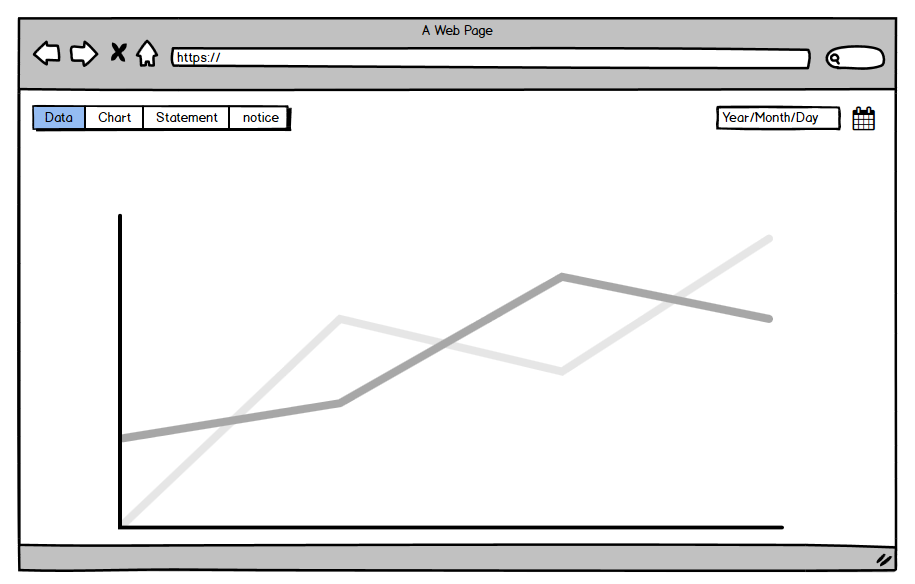 A Web Page
https://
Data Chart Statement notice
Year/Month/Day